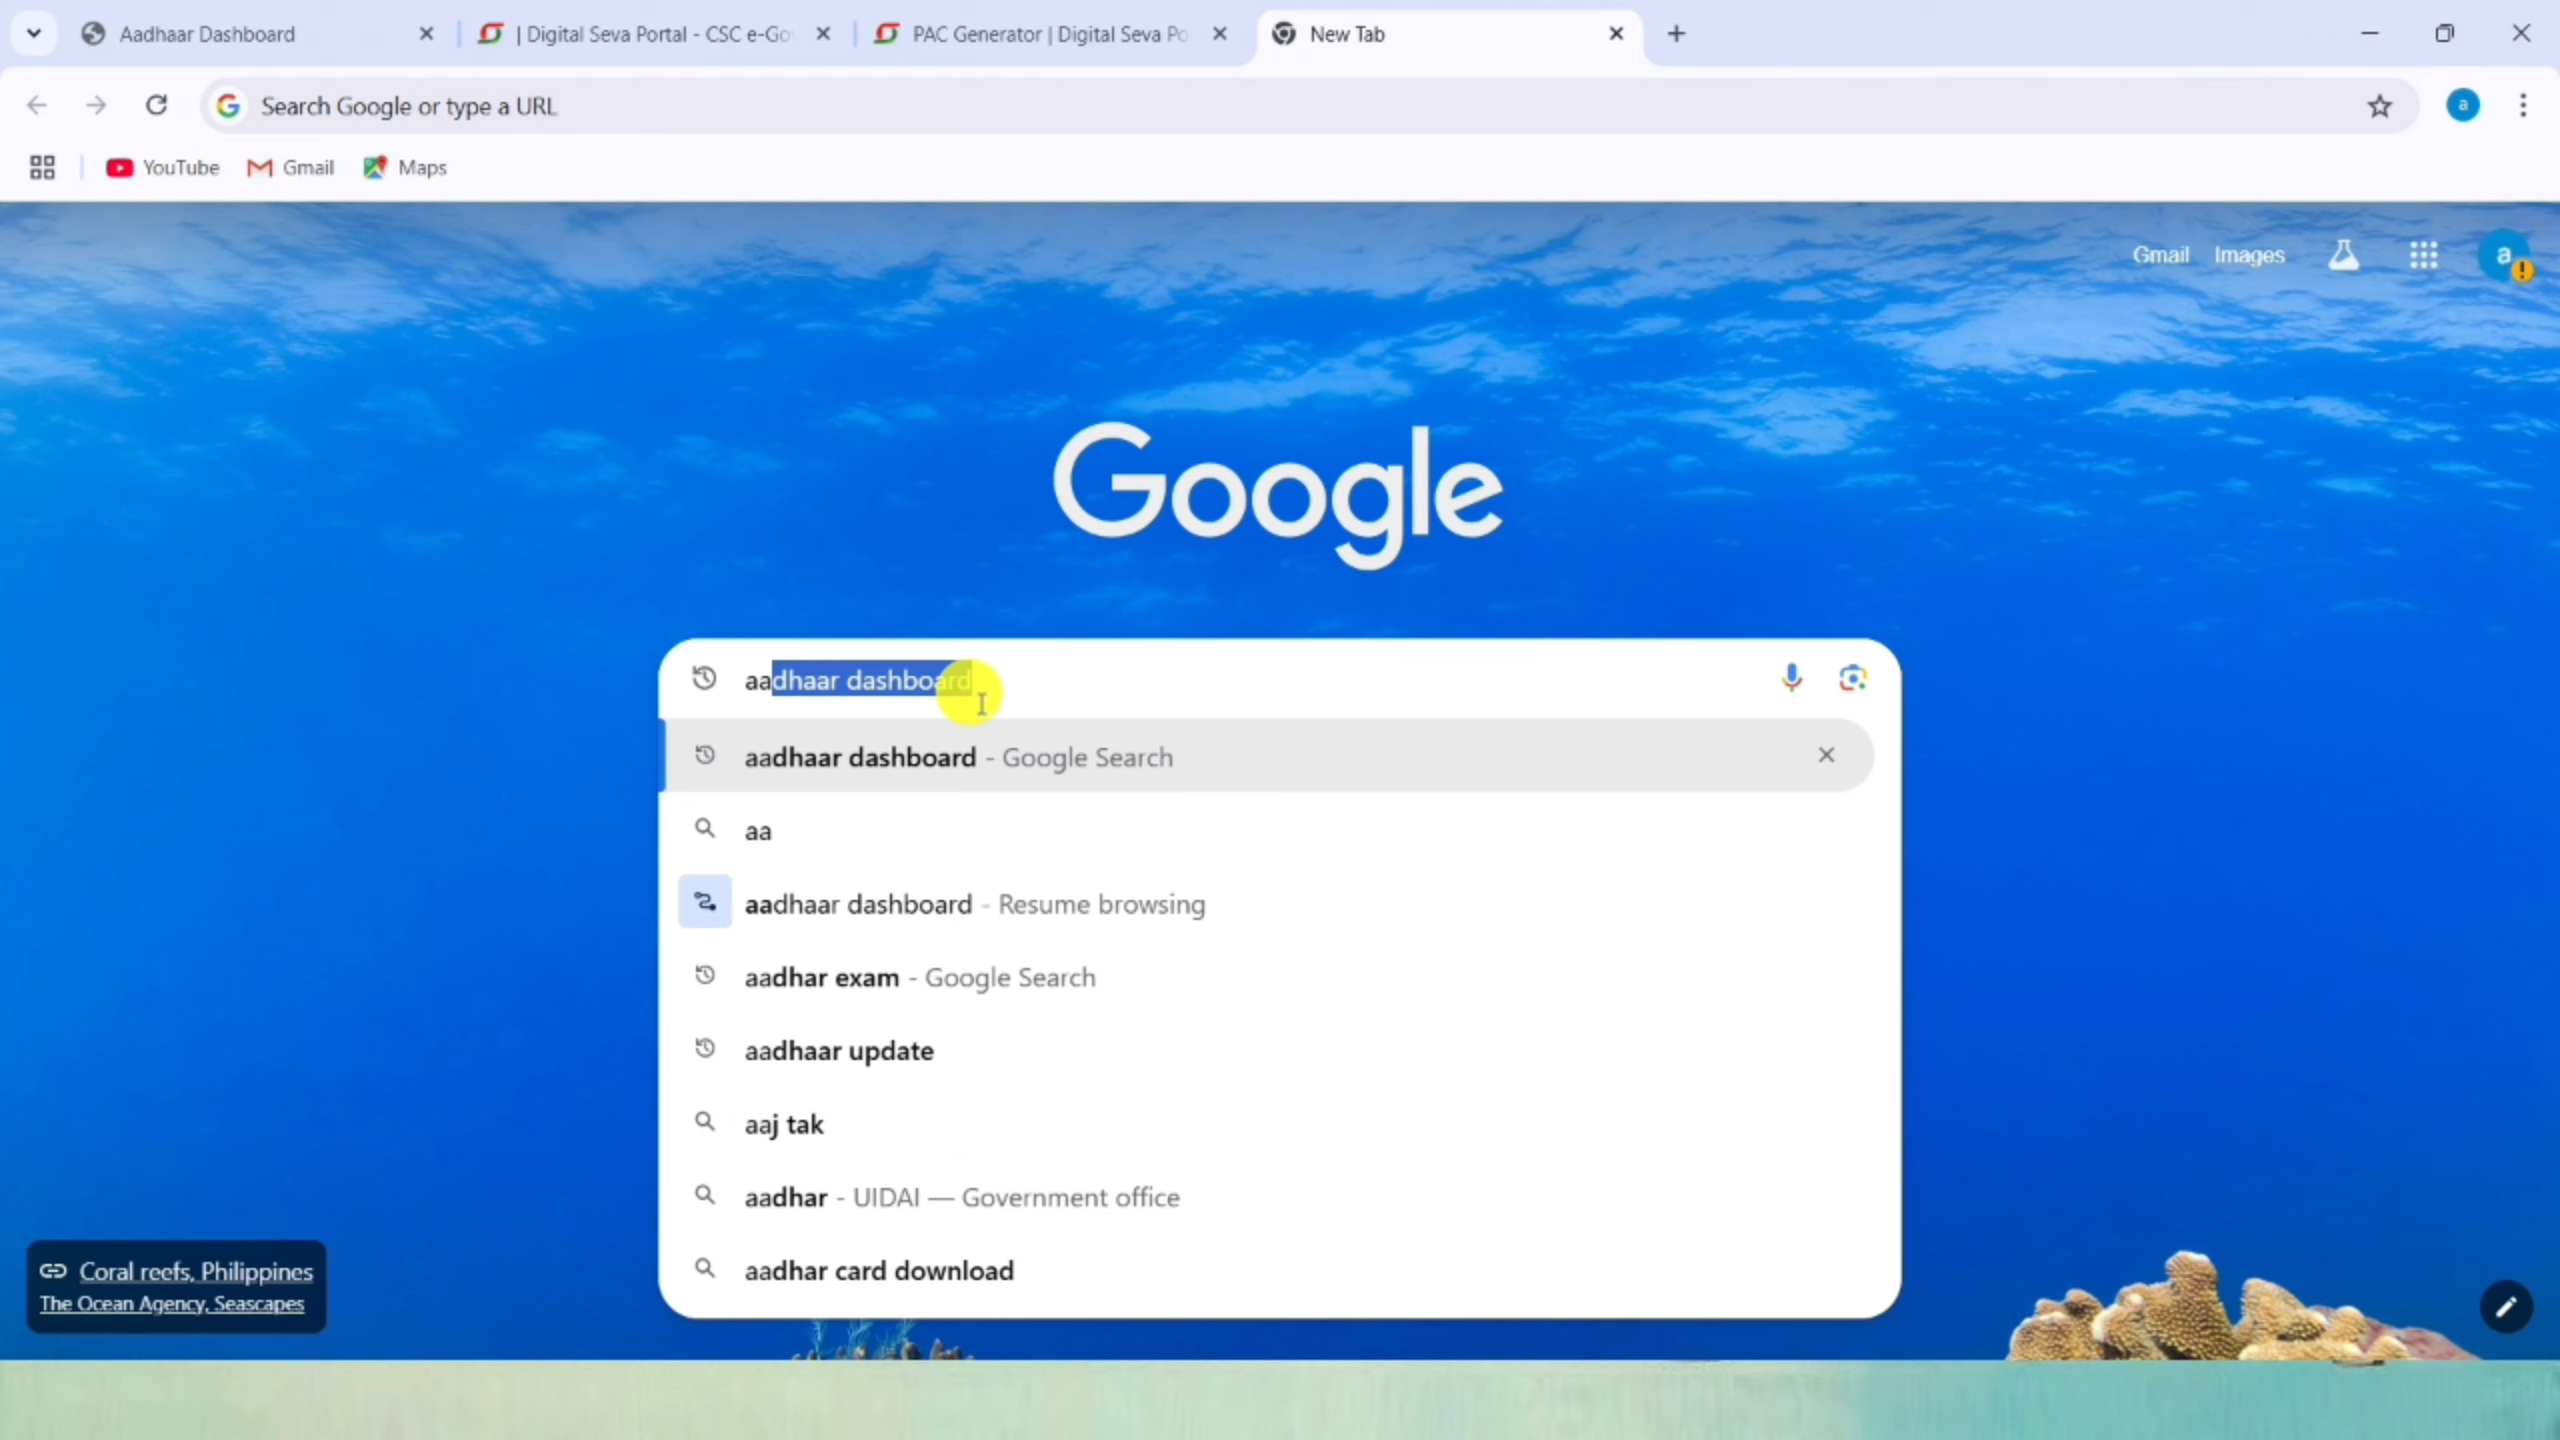 Aadhaar Dashboard
| Digital Seva Portal - CSC e-Go
PAC Generator | Digital Seva Po
New Tab
Search Google or type a URL
YouTube
Gmail
Maps
a
Gmail
Images
a
Google
aadhaar dashboard
aadhaar dashboard - Google Search
aa
aadhaar dashboard - Resume browsing
aadhar exam - Google Search
aadhaar update
aaj tak
aadhar - UIDAI — Government office
aadhar card download
Coral reefs, Philippines
The Ocean Agency, Seascapes